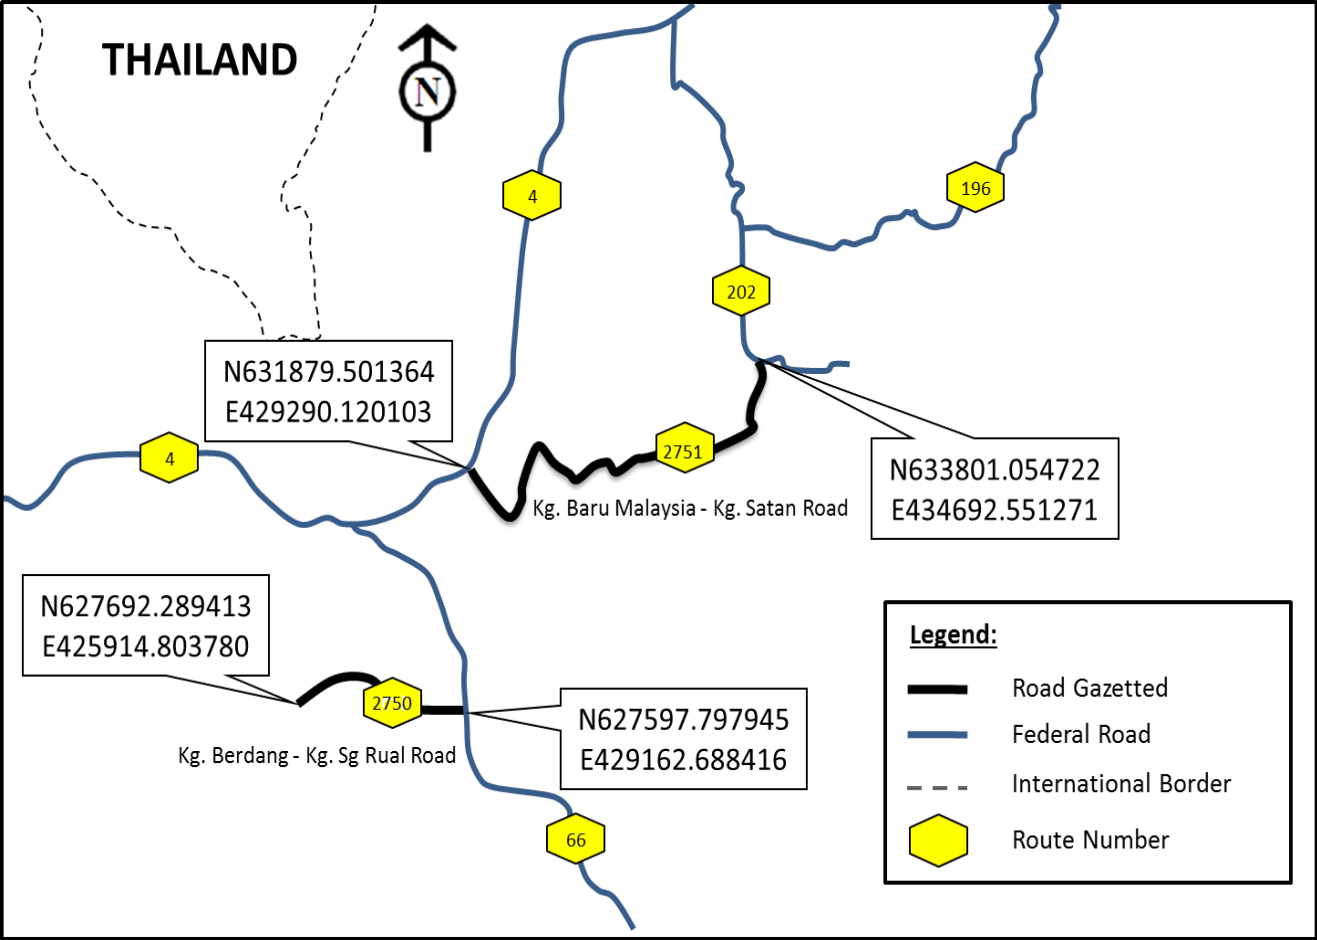 THAILAND
N
4
196
202
N631879.501364
E429290.120103
4
2751
N633801.054722
E434692.551271
Kg. Baru Malaysia - Kg. Satan Road
N627692.289413
E425914.803780
2750
N627597.797945
E429162.688416
Kg. Berdang - Kg. Sg Rual Road
66
Legend:
Road Gazetted
Federal Road
International Border
Route Number